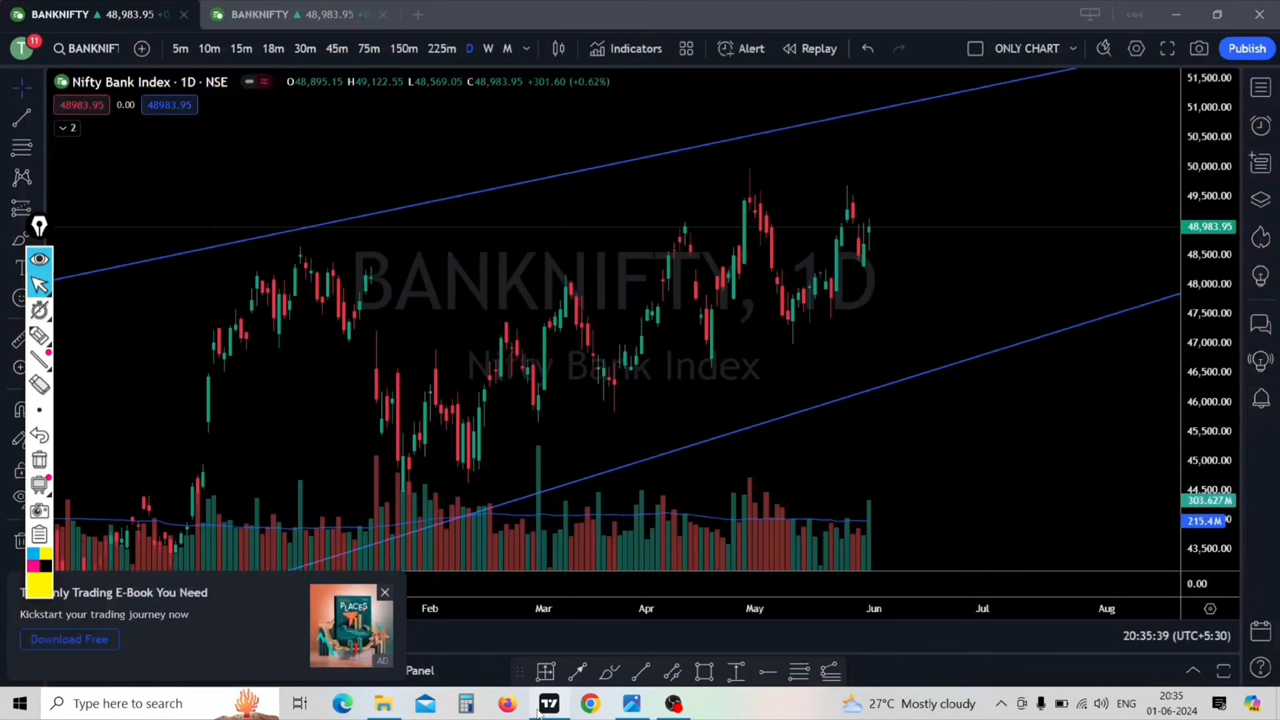 BANKNIFTY ▲ 48,983.95 +0
BANKNIFTY ▲ 48,983.95
T 11 BANKNIFT 5m 10m 15m 18m 30m 45m 75m 150m 225m D W M Indicators Alert Replay ONLY CHART Publish
Nifty Bank Index · 1D · NSE O48,895.15 H49,122.55 L48,569.05 C48,983.95 +301.60 (+0.62%)
48983.95 0.00 48983.95
2
BANKNIFTY, 1D
Nifty Bank Index
51,500.00
51,000.00
50,500.00
50,000.00
49,500.00
48,983.95
48,500.00
48,000.00
47,500.00
47,000.00
46,500.00
46,000.00
45,500.00
45,000.00
44,500.00
303.627M
215.4M
43,500.00
0.00
nly Trading E-Book You Need
Kickstart your trading journey now
Download Free
PLACES
AD
Feb Mar Apr May Jun Jul Aug
20:35:39 (UTC+5:30)
Panel
Type here to search
27°C Mostly cloudy
ENG
20:35
01-06-2024